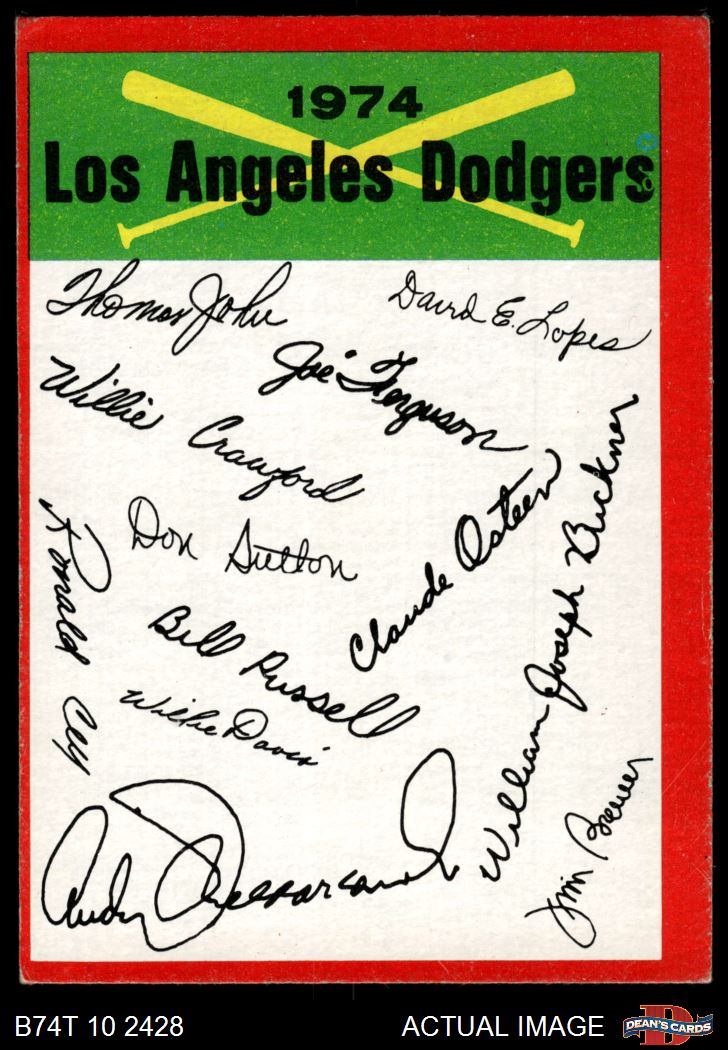 1974
Los Angeles Dodgers
Thomas John
David E. Lopes
Joe Ferguson
Willie Crawford
Don Sutton
Claude Osteen
William Joseph Buckner
Ronald Cey
Bill Russell
Willie Davis
Andy Messersmith
Jim Brewer
B74T 10 2428
ACTUAL IMAGE
D
DEAN'S CARDS